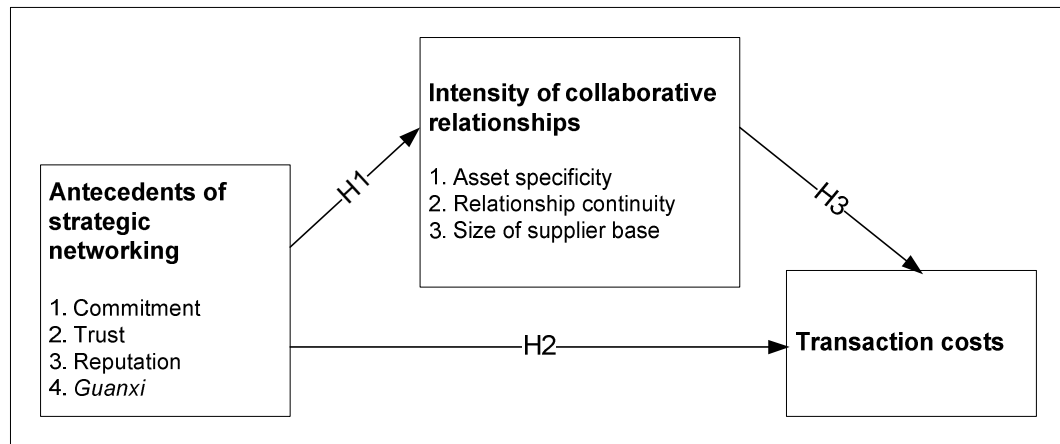 Intensity of collaborative
relationships
1. Asset specificity
2. Relationship continuity
3. Size of supplier base
H1
H3
Antecedents of
strategic
networking
1. Commitment
2. Trust
3. Reputation
4. Guanxi
H2
Transaction costs